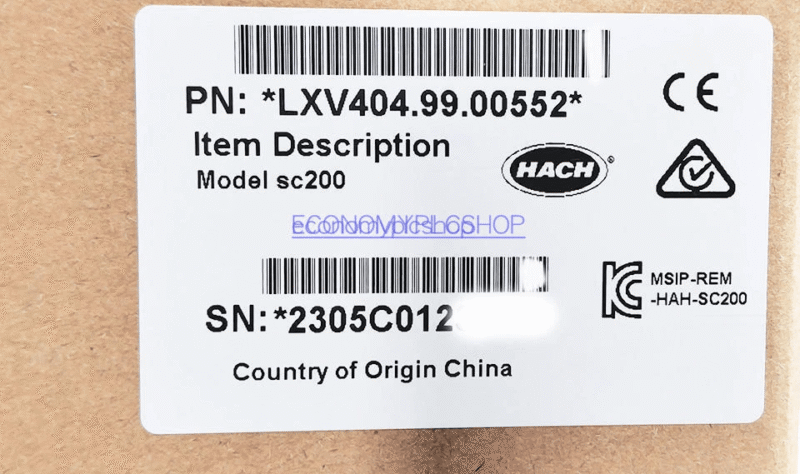 PN: *LXV404.99.00552*
Item Description
Model sc200
HACH®
ECONOMYPLCSHOP
economyplcshop
MSIP-REM
-HAH-SC200
SN:*2305C012
Country of Origin China